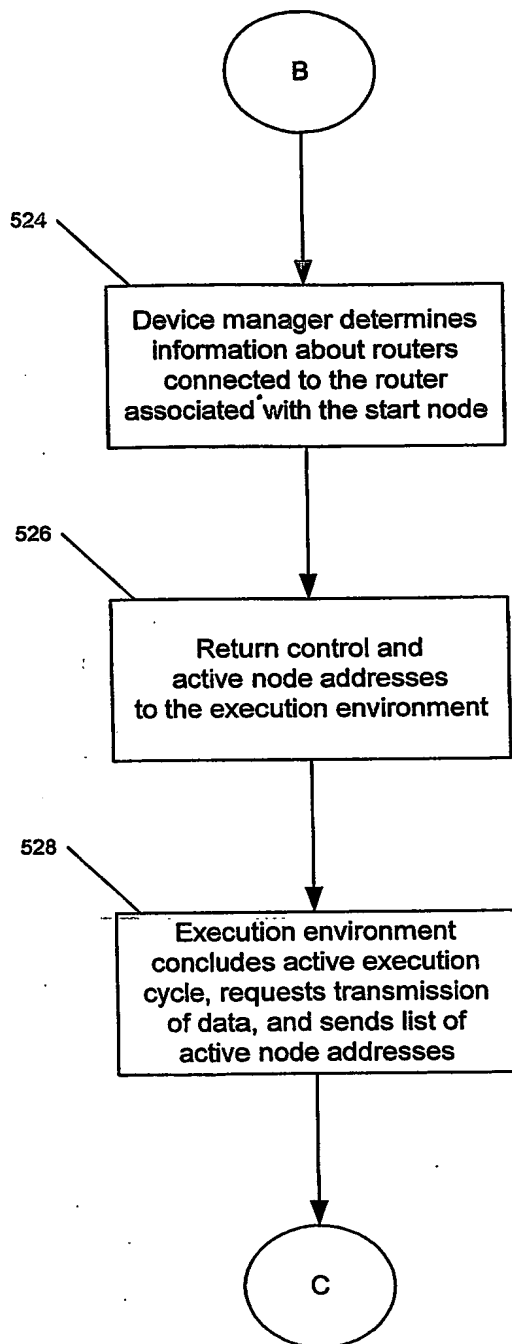 B
524
Device manager determines
information about routers
connected to the router
associated with the start node
526
Return control and
active node addresses
to the execution environment
528
Execution environment
concludes active execution
cycle, requests transmission
of data, and sends list of
active node addresses
C